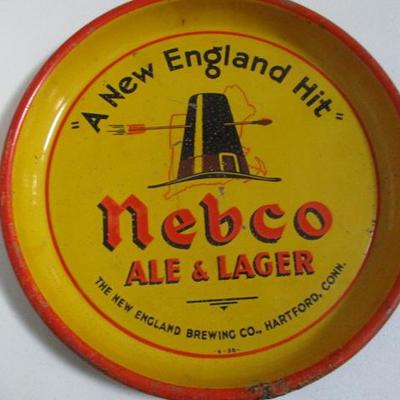 "A New England Hit"
Nebco
ALE & LAGER
THE NEW ENGLAND BREWING CO., HARTFORD, CONN.